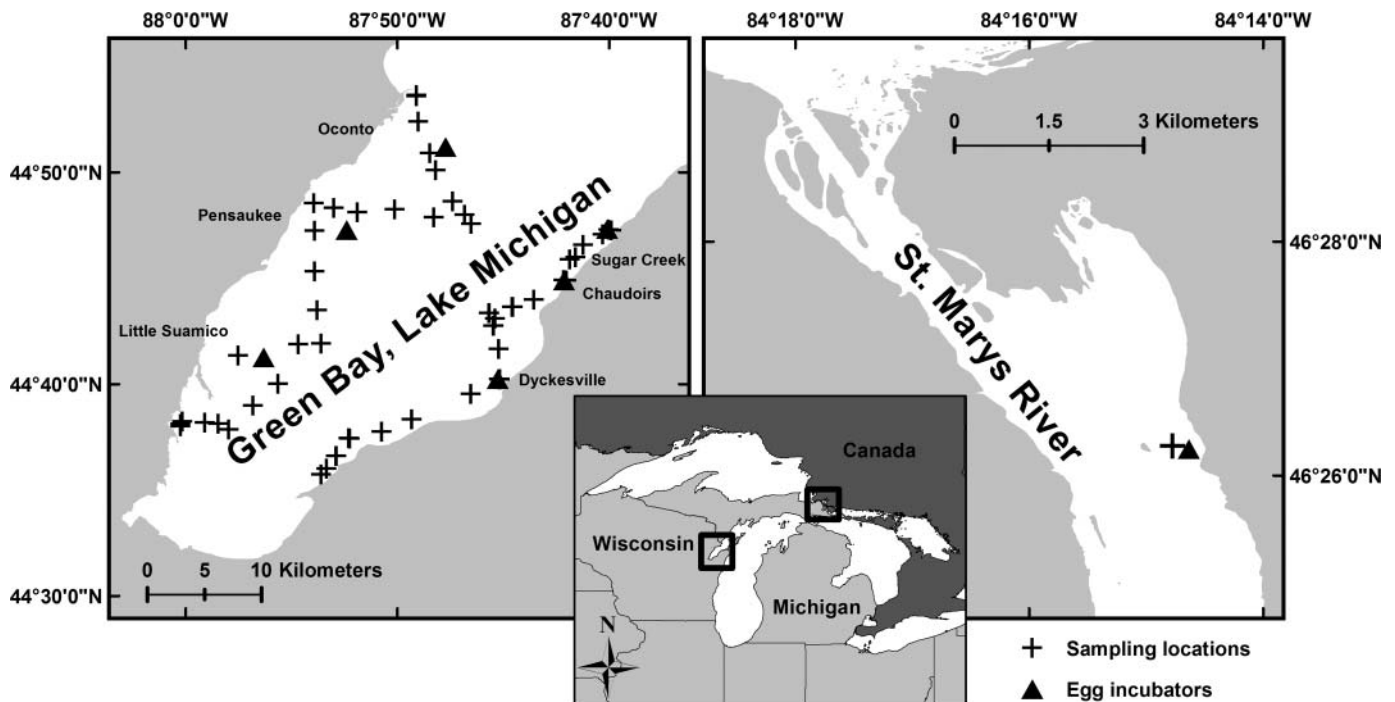 88°0'0"W 87°50'0"W 87°40'0"W
84°18'0"W 84°16'0"W 84°14'0"W
44°50'0"N
44°40'0"N
44°30'0"N
Oconto
Pensaukee
Little Suamico
Green Bay, Lake Michigan
Sugar Creek
Chaudoirs
Dyckesville
0 5 10 Kilometers
0 1.5 3 Kilometers
St. Marys River
46°28'0"N
46°26'0"N
Canada
Wisconsin
Michigan
N
Sampling locations
Egg incubators